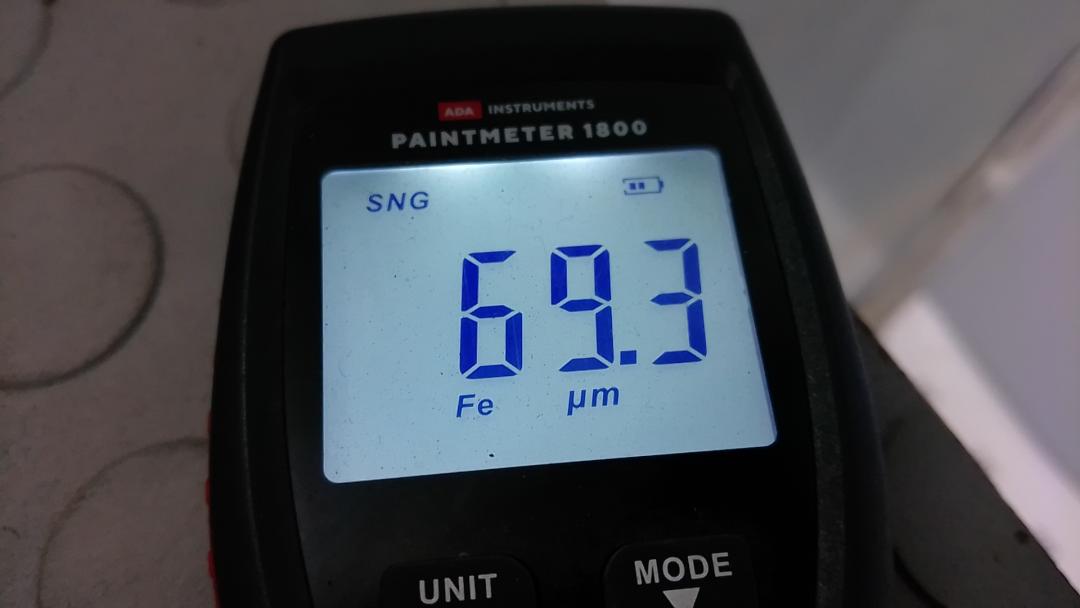 ADA INSTRUMENTS
PAINTMETER 1800
SNG
69.3
Fe µm
UNIT MODE